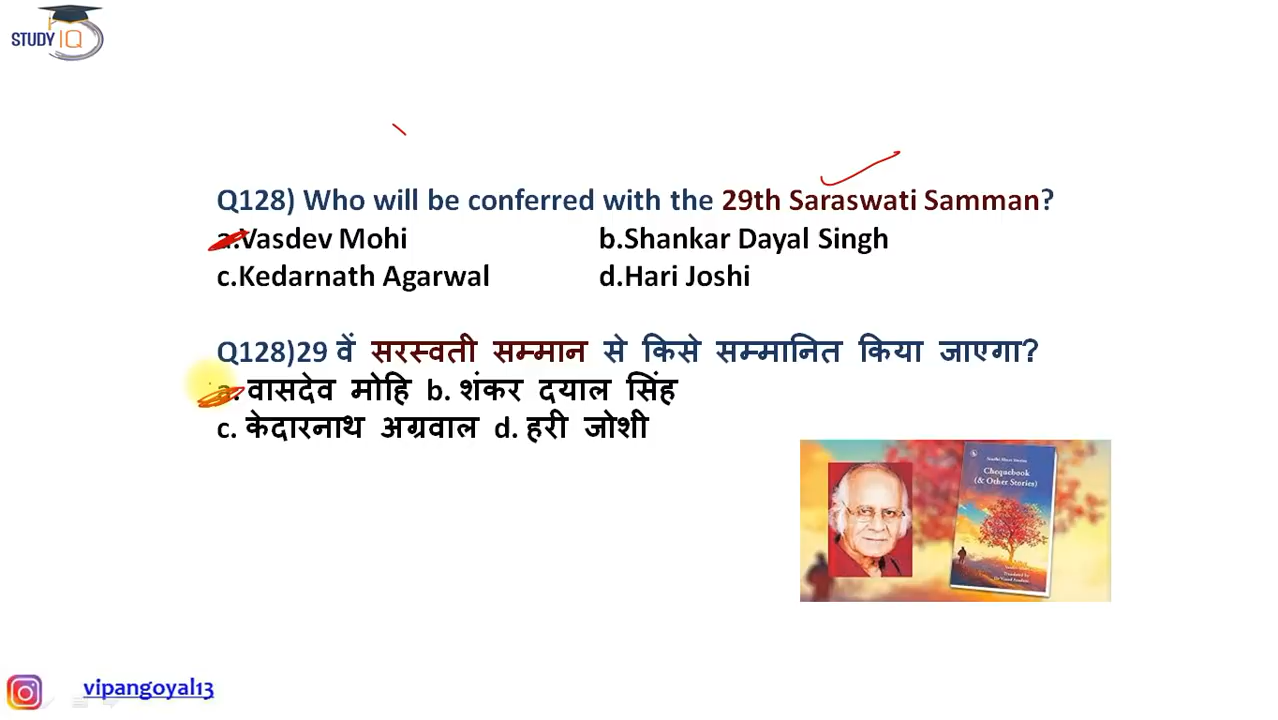 STUDY IQ
Q128) Who will be conferred with the 29th Saraswati Samman?
a.Vasdev Mohi b.Shankar Dayal Singh
c.Kedarnath Agarwal d.Hari Joshi
Q128)29 वें सरस्वती सम्मान से किसे सम्मानित किया जाएगा?
a. वासदेव मोहि b. शंकर दयाल सिंह
c. केदारनाथ अग्रवाल d. हरी जोशी
Chequebook
(& Other Stories)
vipangoyal13